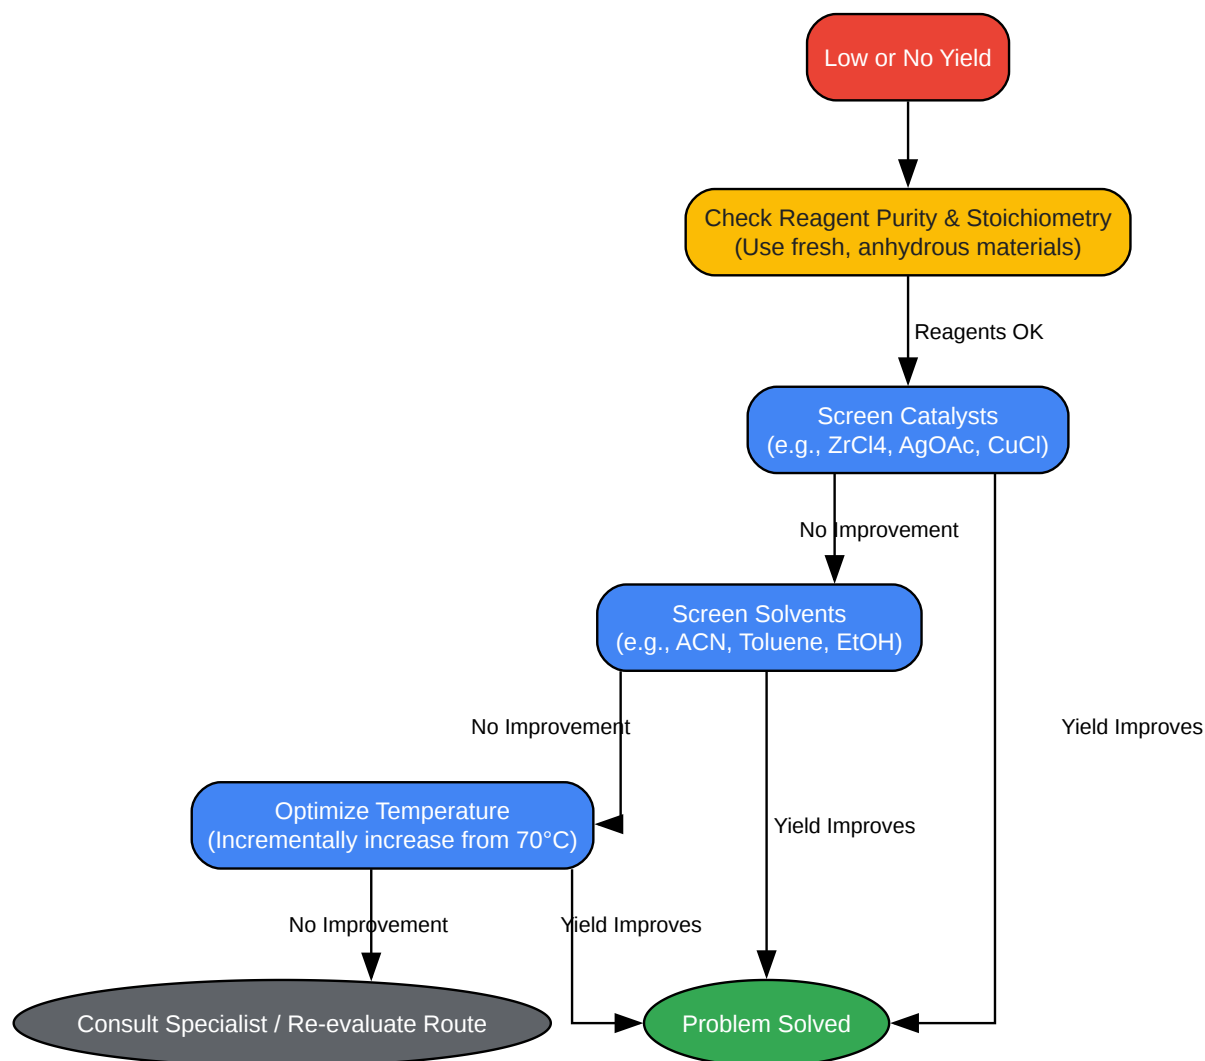 Low or No Yield
Check Reagent Purity & Stoichiometry
(Use fresh, anhydrous materials)
Reagents OK
Screen Catalysts
(e.g., ZrCl4, AgOAc, CuCl)
No Improvement
Screen Solvents
(e.g., ACN, Toluene, EtOH)
No Improvement
Yield Improves
Optimize Temperature
(Incrementally increase from 70°C)
Yield Improves
No Improvement
Yield Improves
Consult Specialist / Re-evaluate Route
Problem Solved